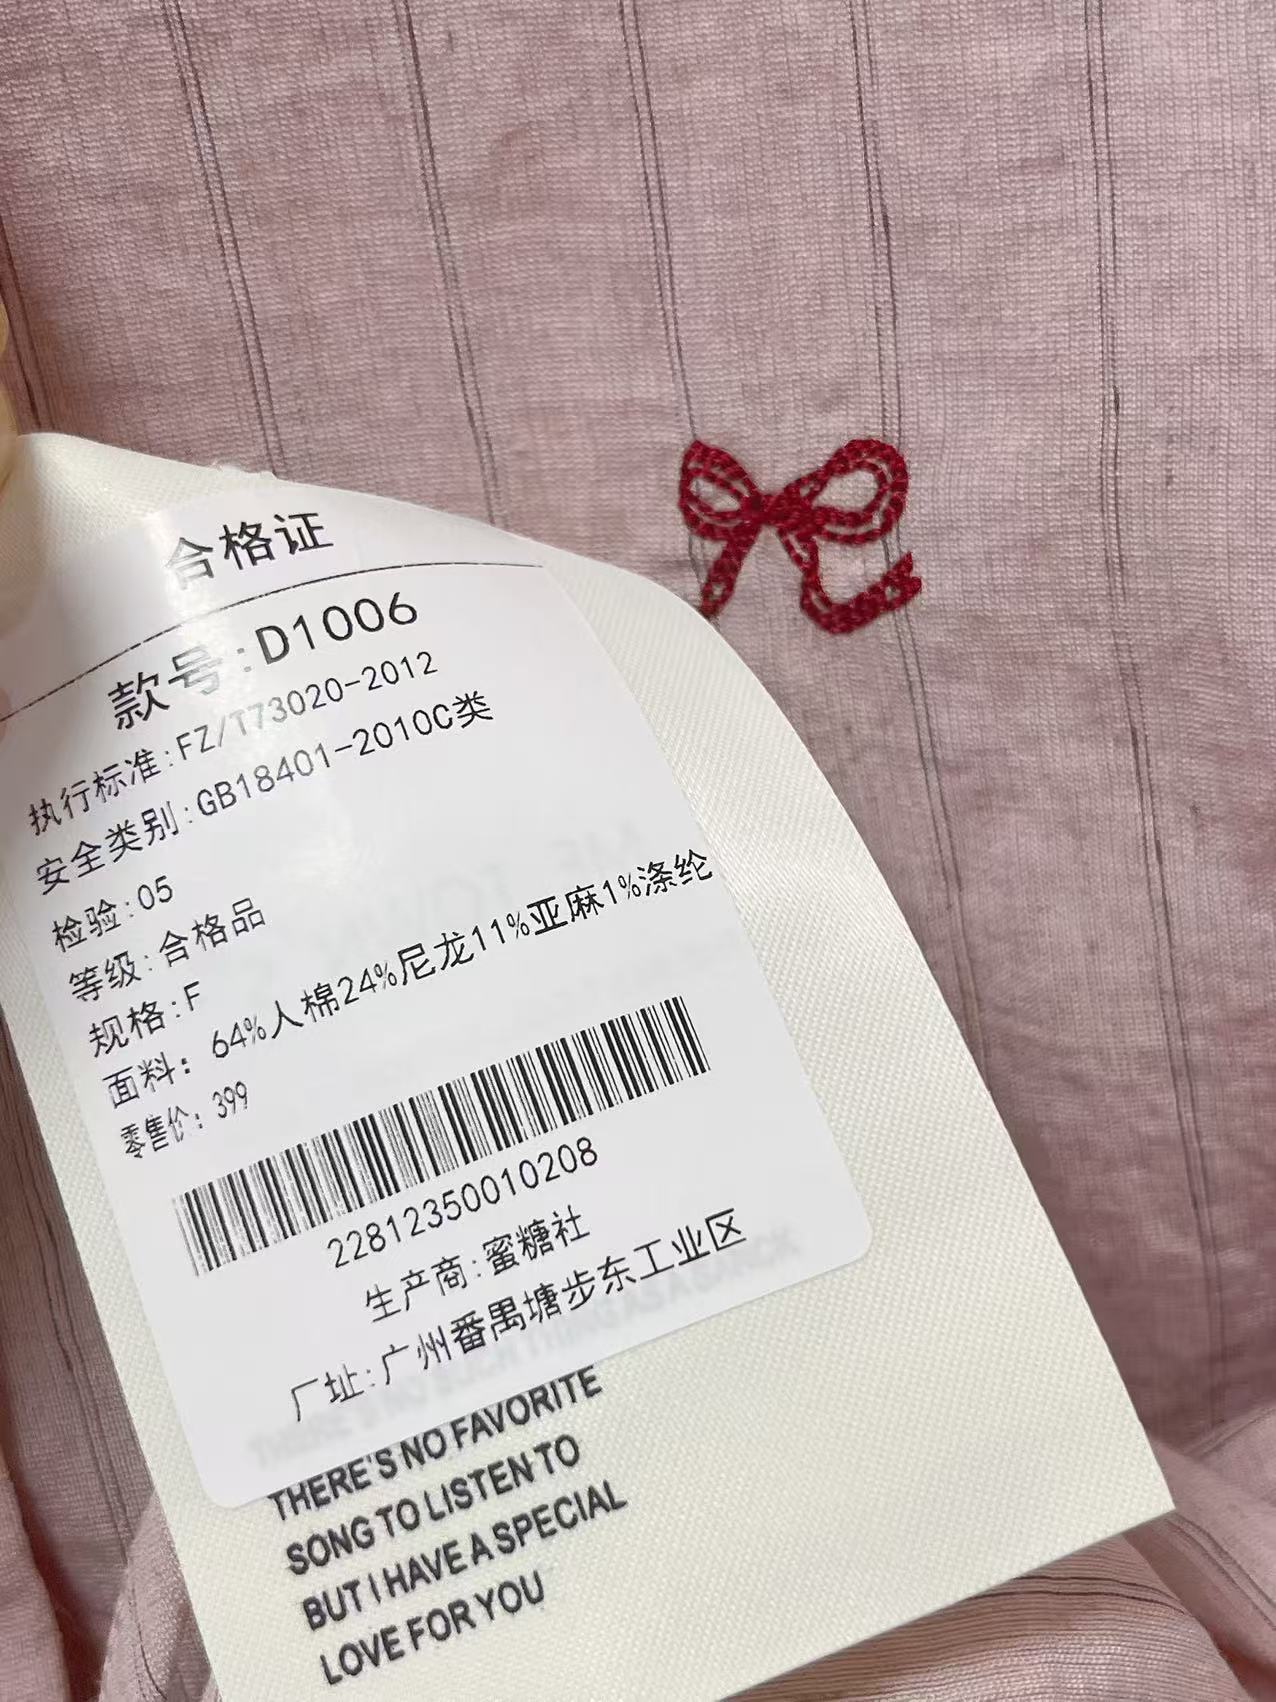 合格证
款号:D1006
执行标准:FZ/T73020-2012
安全类别:GB18401-2010C类
检验:05
等级:合格品
规格:F
面料: 64%人棉24%尼龙11%亚麻1%涤纶
零售价: 399
22812350010208
生产商:蜜糖社
厂址:广州番禺塘步东工业区
THERE'S NO FAVORITE
SONG TO LISTEN TO
BUT I HAVE A SPECIAL
LOVE FOR YOU